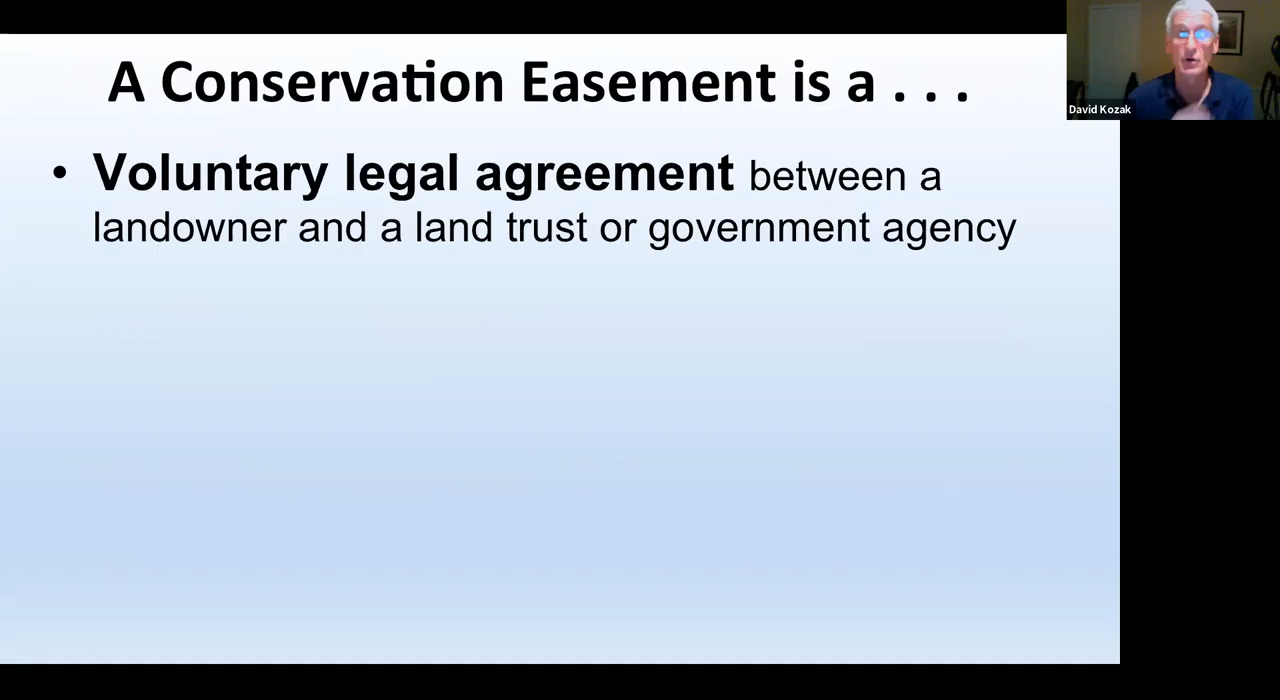 A Conservation Easement is a . . .
• Voluntary legal agreement between a
landowner and a land trust or government agency
David Kozak